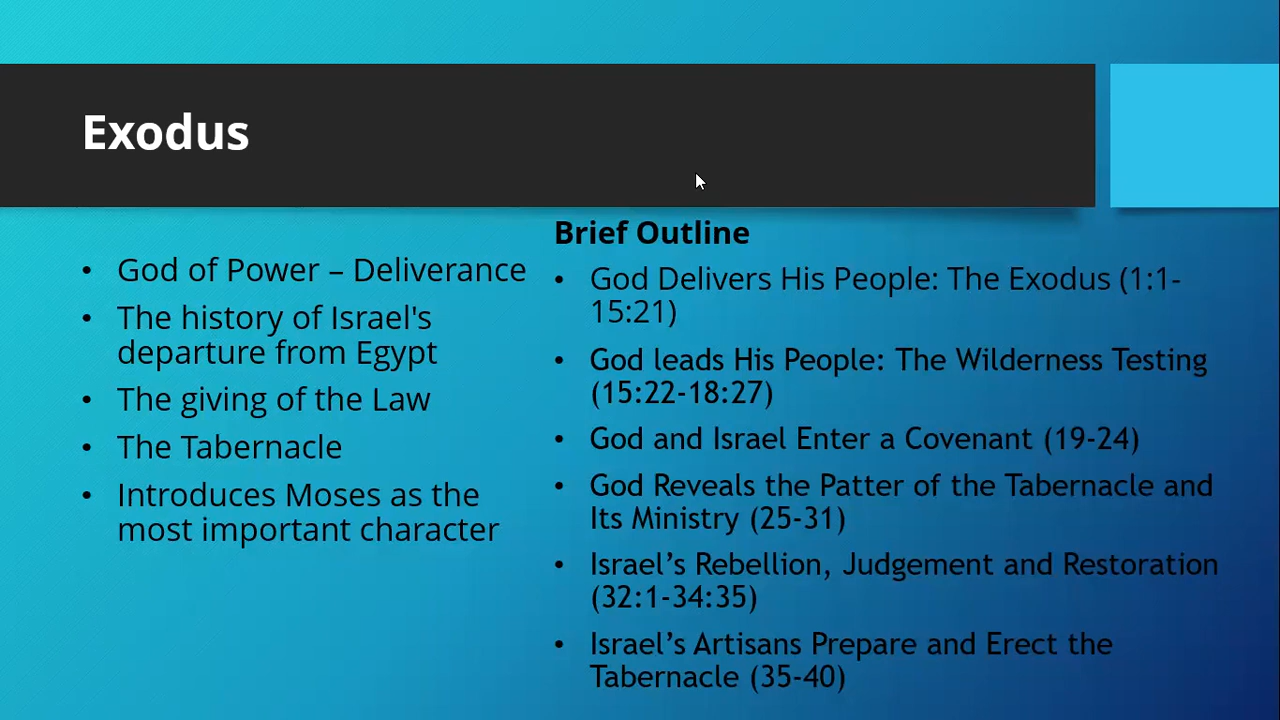 Exodus
• God of Power – Deliverance
• The history of Israel's
departure from Egypt
• The giving of the Law
• The Tabernacle
• Introduces Moses as the
most important character
Brief Outline
• God Delivers His People: The Exodus (1:1-
15:21)
• God leads His People: The Wilderness Testing
(15:22-18:27)
• God and Israel Enter a Covenant (19-24)
• God Reveals the Patter of the Tabernacle and
Its Ministry (25-31)
• Israel’s Rebellion, Judgement and Restoration
(32:1-34:35)
• Israel’s Artisans Prepare and Erect the
Tabernacle (35-40)